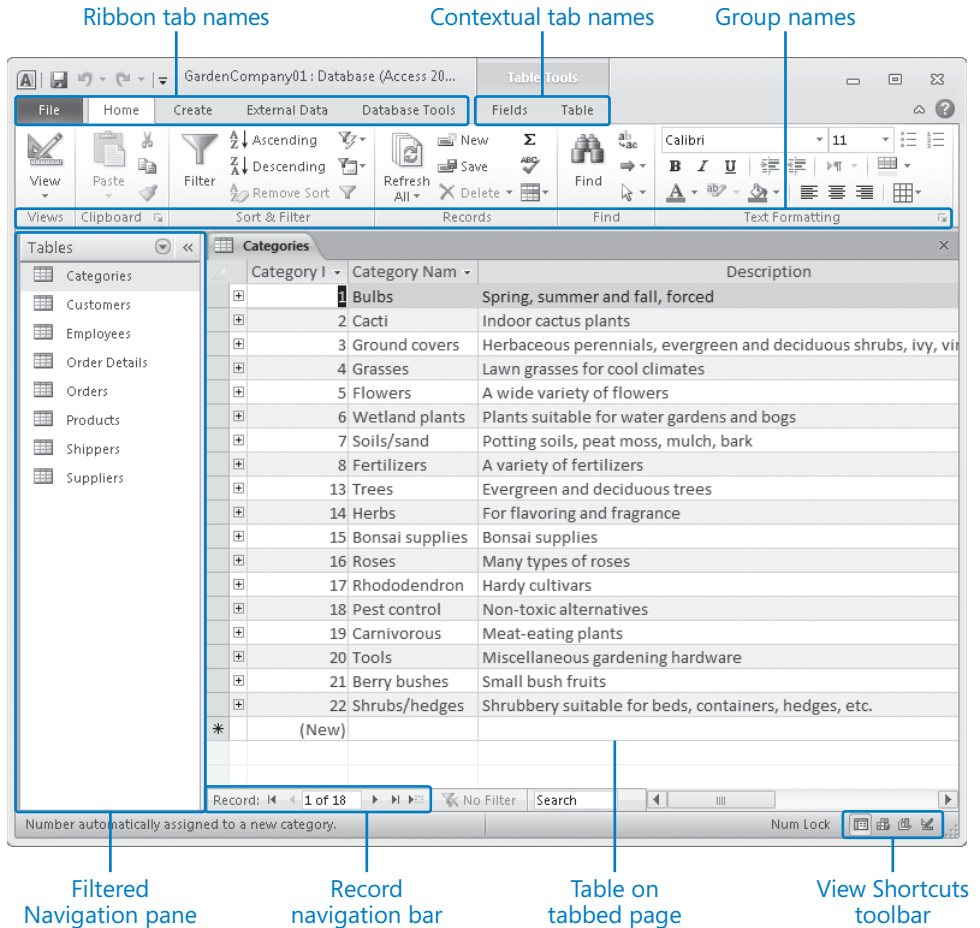 Ribbon tab names Contextual tab names Group names
GardenCompany01 : Database (Access 20... Table Tools
File Home Create External Data Database Tools Fields Table
Ascending New Calibri 11
Descending Save
View Paste Filter Remove Sort Refresh All Delete Find B I U
Views Clipboard Sort & Filter Records Find Text Formatting
Tables Categories
Categories Category I Category Nam Description
Customers 1 Bulbs Spring, summer and fall, forced
Employees 2 Cacti Indoor cactus plants
Order Details 3 Ground covers Herbaceous perennials, evergreen and deciduous shrubs, ivy, vin
Orders 4 Grasses Lawn grasses for cool climates
Products 5 Flowers A wide variety of flowers
Shippers 6 Wetland plants Plants suitable for water gardens and bogs
Suppliers 7 Soils/sand Potting soils, peat moss, mulch, bark
8 Fertilizers A variety of fertilizers
13 Trees Evergreen and deciduous trees
14 Herbs For flavoring and fragrance
15 Bonsai supplies Bonsai supplies
16 Roses Many types of roses
17 Rhododendron Hardy cultivars
18 Pest control Non-toxic alternatives
19 Carnivorous Meat-eating plants
20 Tools Miscellaneous gardening hardware
21 Berry bushes Small bush fruits
22 Shrubs/hedges Shrubbery suitable for beds, containers, hedges, etc.
(New)
Record: 1 of 18 No Filter Search
Number automatically assigned to a new category. Num Lock
Filtered Record Table on View Shortcuts
Navigation pane navigation bar tabbed page toolbar